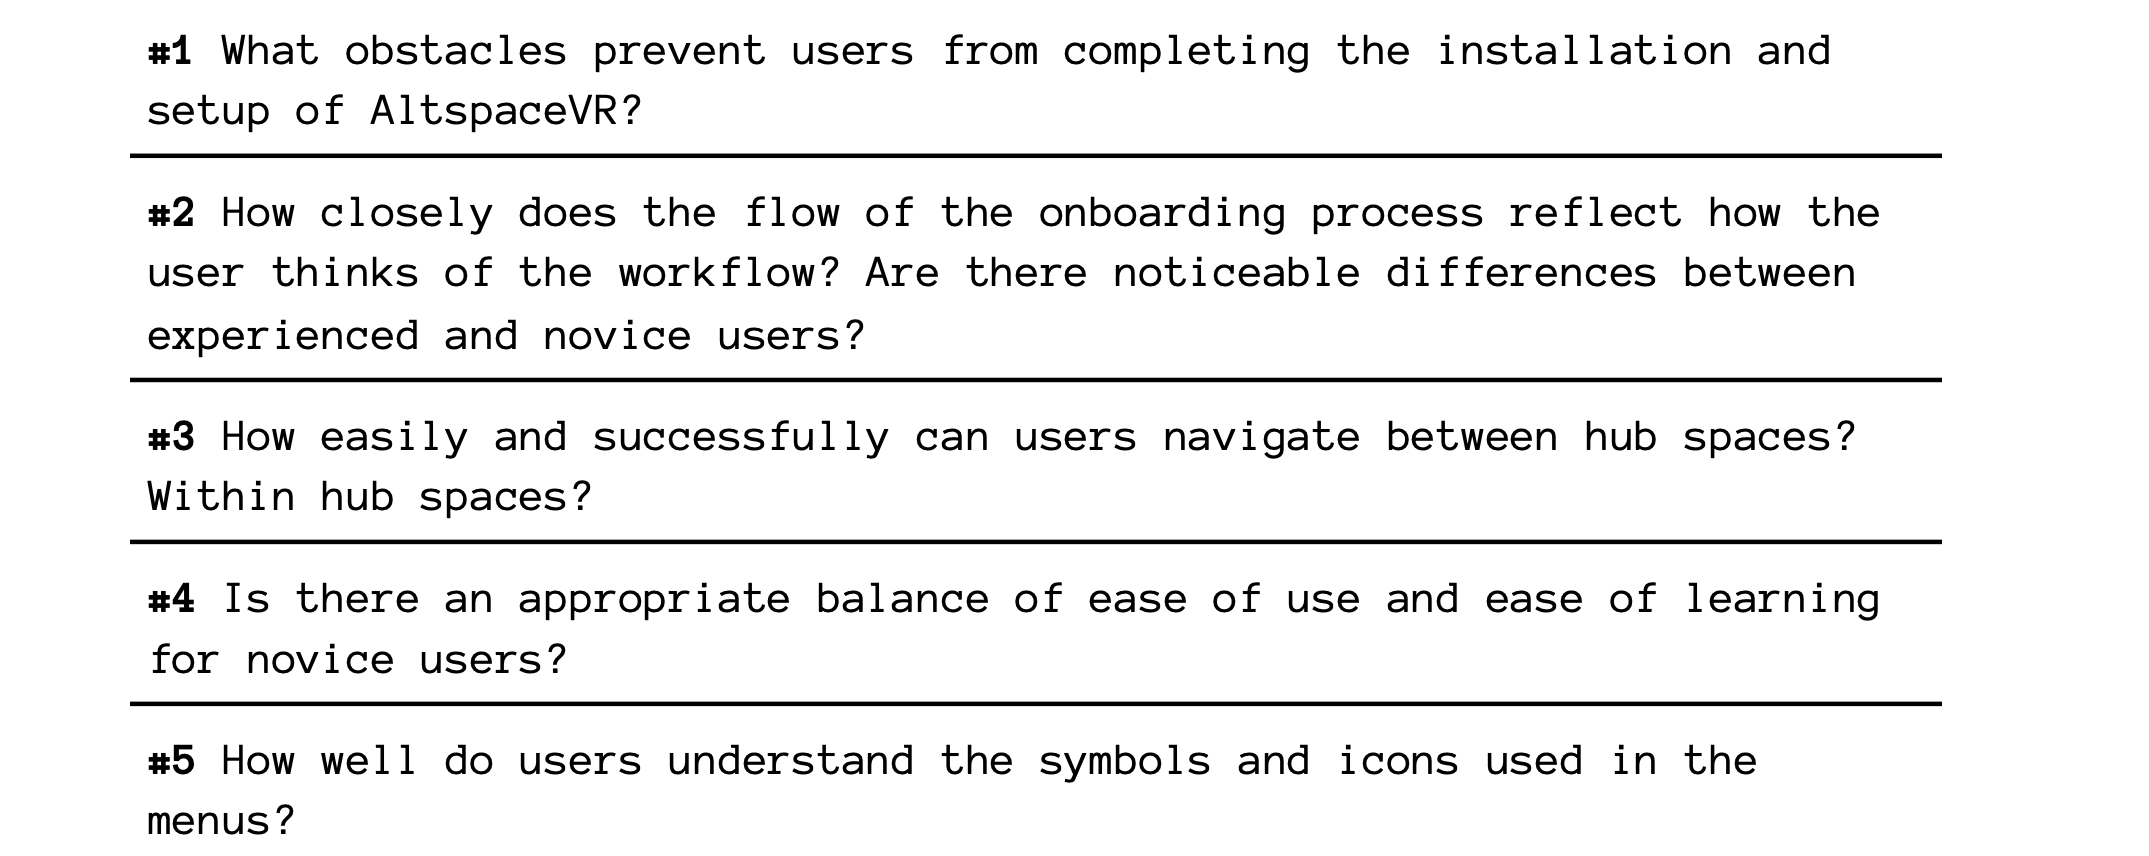 #1 What obstacles prevent users from completing the installation and
setup of AltspaceVR?
#2 How closely does the flow of the onboarding process reflect how the
user thinks of the workflow? Are there noticeable differences between
experienced and novice users?
#3 How easily and successfully can users navigate between hub spaces?
Within hub spaces?
#4 Is there an appropriate balance of ease of use and ease of learning
for novice users?
#5 How well do users understand the symbols and icons used in the
menus?